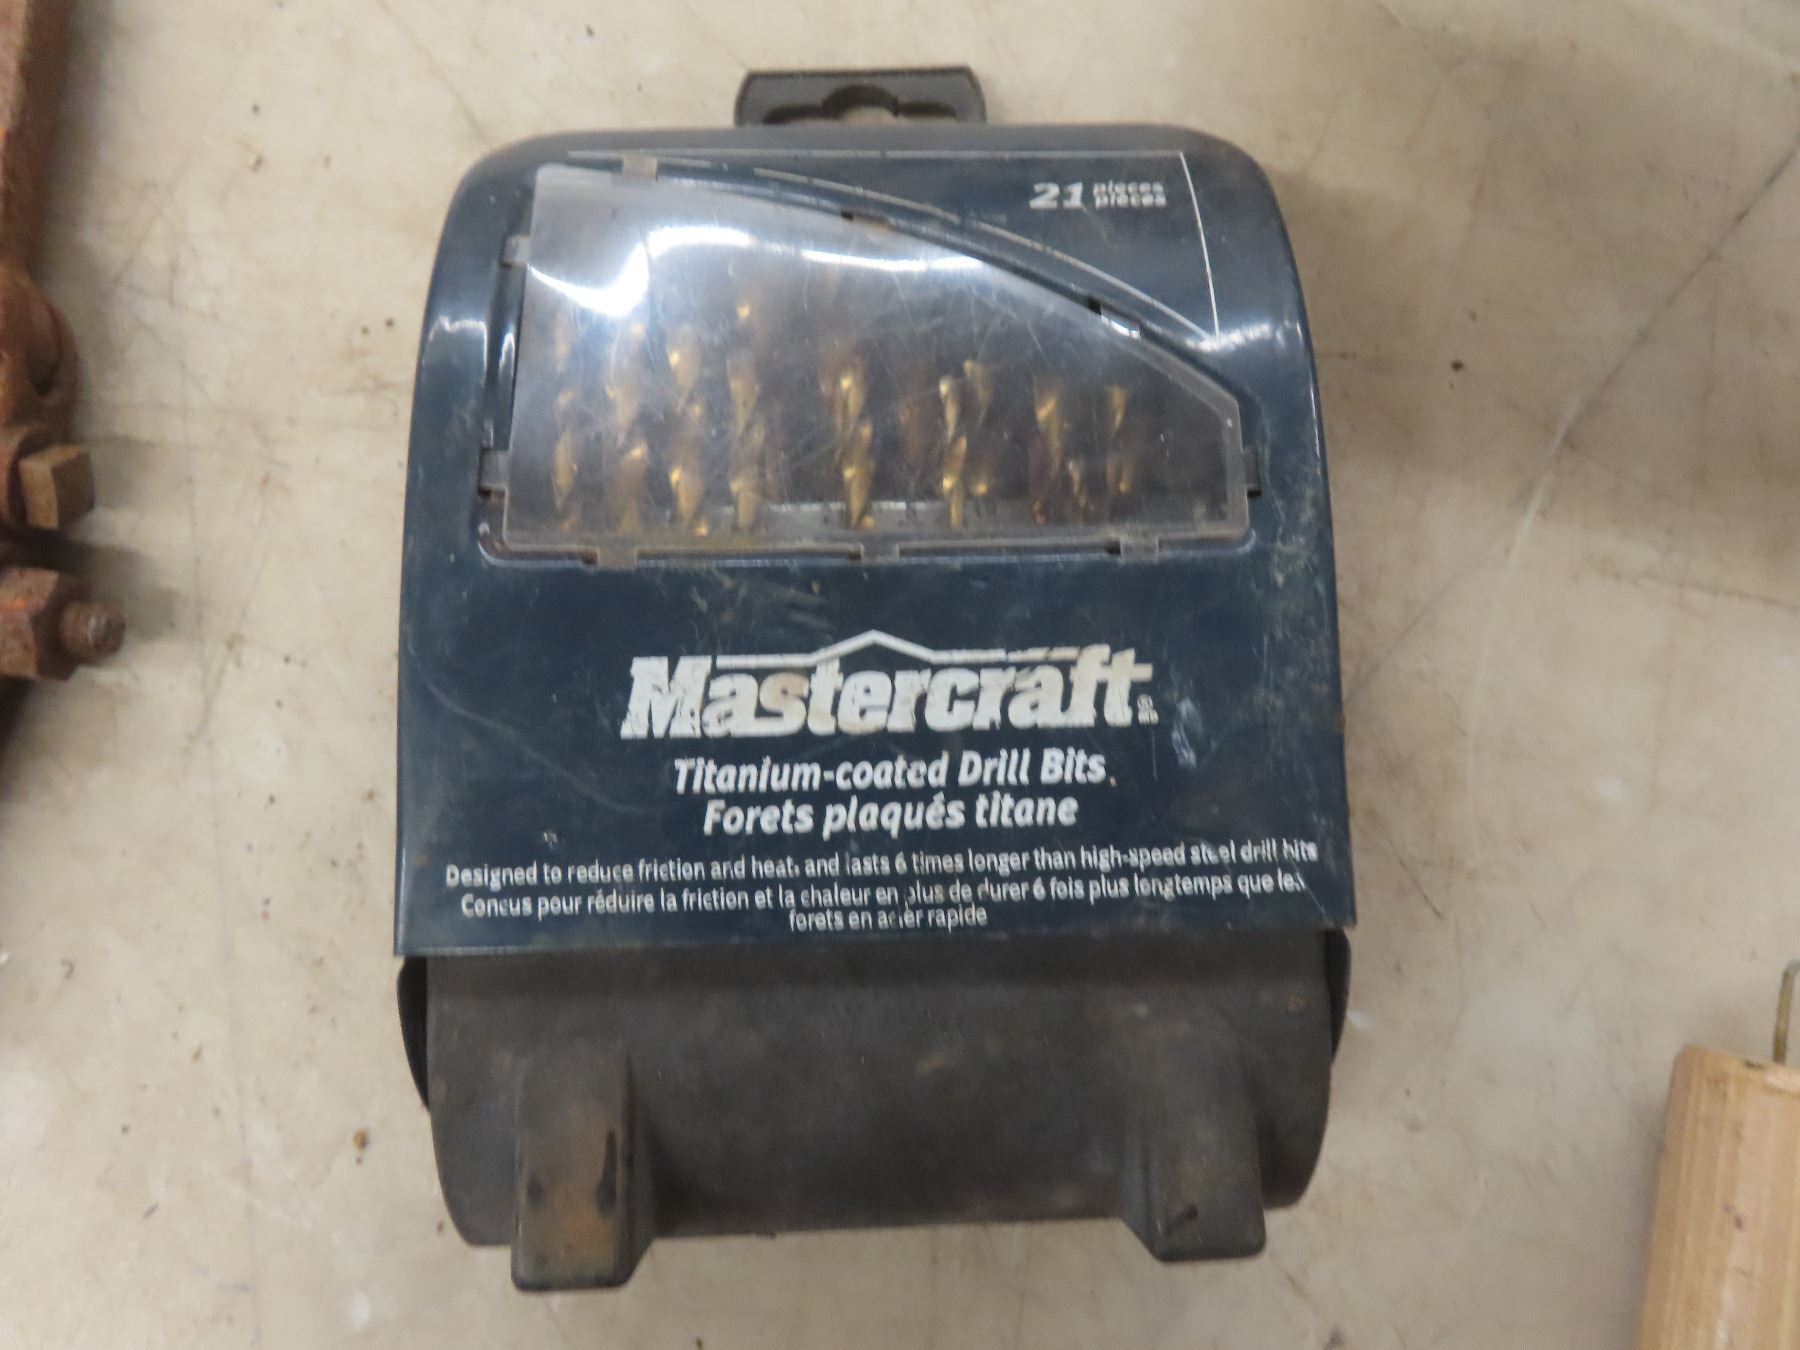 21 pieces
pièces
Mastercraft
Titanium-coated Drill Bits
Forets plaqués titane
Designed to reduce friction and heat, and lasts 6 times longer than high-speed steel drill bits
Concus pour réduire la friction et la chaleur en plus de durer 6 fois plus longtemps que les
forets en acier rapide